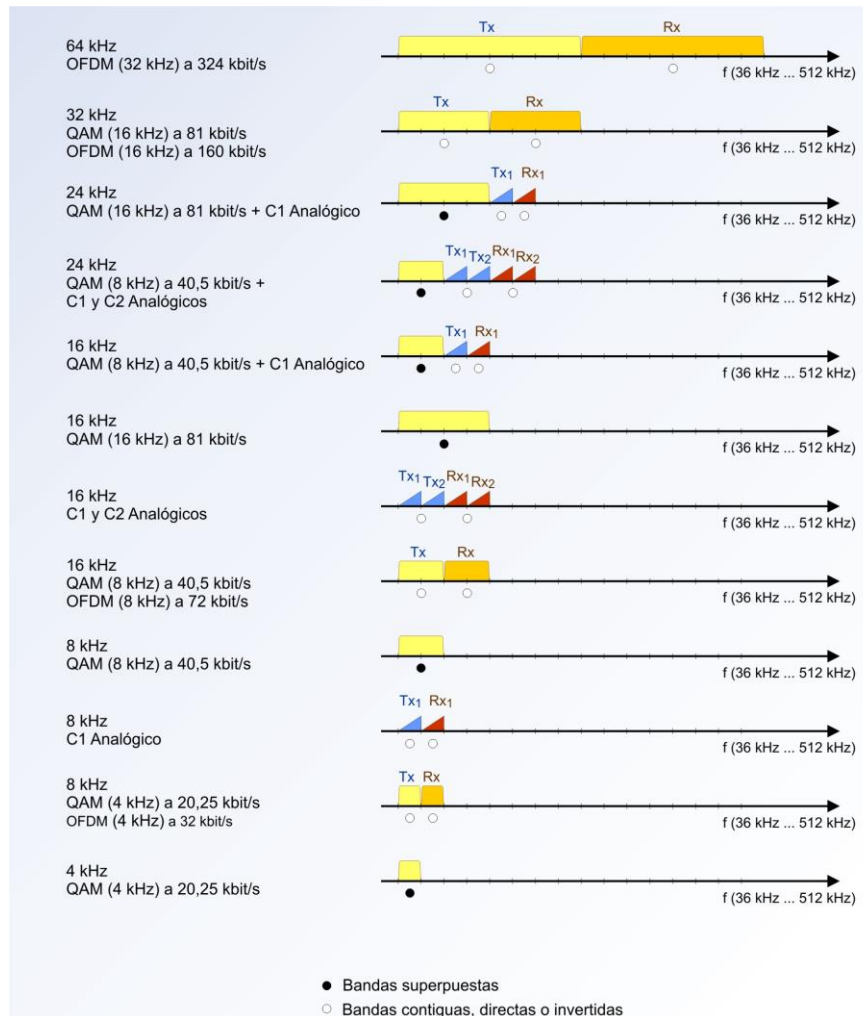 Tx Rx
64 kHz
OFDM (32 kHz) a 324 kbit/s
f (36 kHz ... 512 kHz)
Tx Rx
32 kHz
QAM (16 kHz) a 81 kbit/s
OFDM (16 kHz) a 160 kbit/s
f (36 kHz ... 512 kHz)
Tx1 Rx1
24 kHz
QAM (16 kHz) a 81 kbit/s + C1 Analógico
f (36 kHz ... 512 kHz)
Tx1 Tx2 Rx1 Rx2
24 kHz
QAM (8 kHz) a 40,5 kbit/s +
C1 y C2 Analógicos
f (36 kHz ... 512 kHz)
Tx1 Rx1
16 kHz
QAM (8 kHz) a 40,5 kbit/s + C1 Analógico
f (36 kHz ... 512 kHz)
16 kHz
QAM (16 kHz) a 81 kbit/s
f (36 kHz ... 512 kHz)
Tx1 Tx2 Rx1 Rx2
16 kHz
C1 y C2 Analógicos
f (36 kHz ... 512 kHz)
Tx Rx
16 kHz
QAM (8 kHz) a 40,5 kbit/s
OFDM (8 kHz) a 72 kbit/s
f (36 kHz ... 512 kHz)
8 kHz
QAM (8 kHz) a 40,5 kbit/s
f (36 kHz ... 512 kHz)
Tx1 Rx1
8 kHz
C1 Analógico
f (36 kHz ... 512 kHz)
Tx Rx
8 kHz
QAM (4 kHz) a 20,25 kbit/s
OFDM (4 kHz) a 32 kbit/s
f (36 kHz ... 512 kHz)
4 kHz
QAM (4 kHz) a 20,25 kbit/s
f (36 kHz ... 512 kHz)
Bandas superpuestas
Bandas contiguas, directas o invertidas